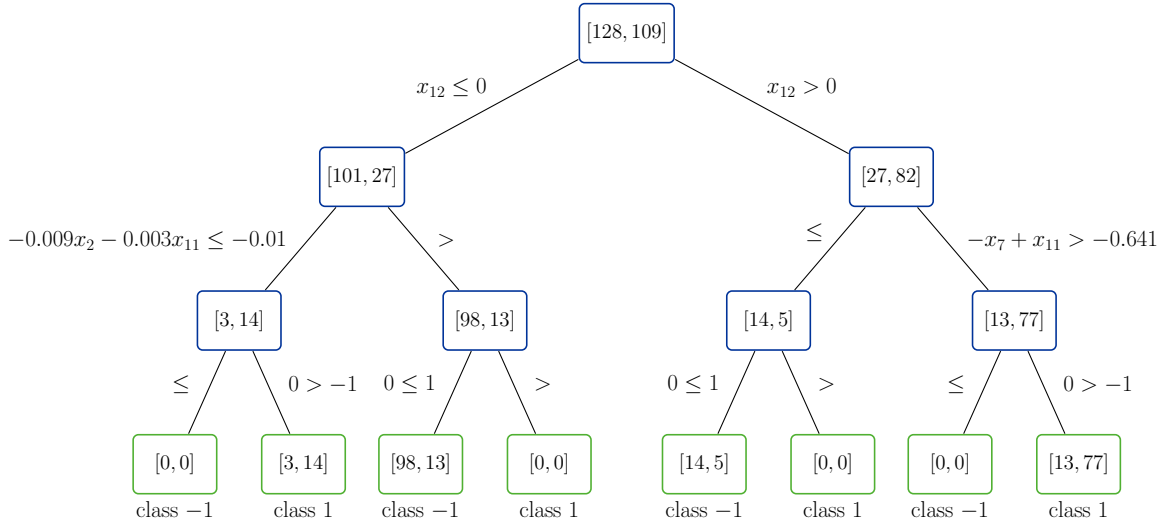 [128, 109]
x₁₂ ≤ 0
x₁₂ > 0
[101, 27]
[27, 82]
−0.009x₂ − 0.003x₁₁ ≤ −0.01
>
≤
−x₇ + x₁₁ > −0.641
[3, 14]
[98, 13]
[14, 5]
[13, 77]
≤
0 > −1
0 ≤ 1
>
0 ≤ 1
>
≤
0 > −1
[0, 0]
[3, 14]
[98, 13]
[0, 0]
[14, 5]
[0, 0]
[0, 0]
[13, 77]
class −1
class 1
class −1
class 1
class −1
class 1
class −1
class 1